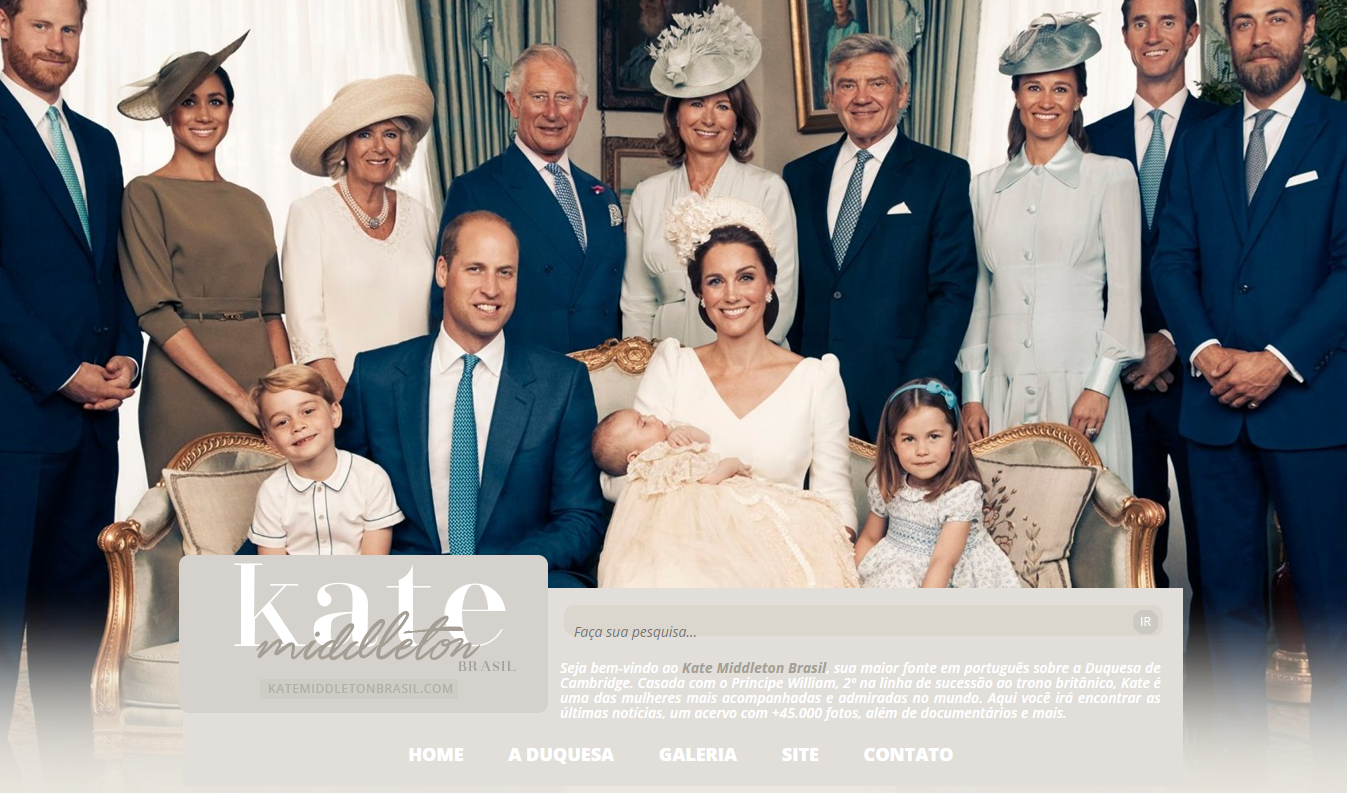 kate
middleton
BRASIL
KATEMIDDLETONBRASIL.COM
Faça sua pesquisa...
IR
Seja bem-vindo ao Kate Middleton Brasil, sua maior fonte em português sobre a Duquesa de
Cambridge. Casada com o Príncipe William, 2º na linha de sucessão ao trono britânico, Kate é
uma das mulheres mais acompanhadas e admiradas no mundo. Aqui você irá encontrar as
últimas notícias, um acervo com +45.000 fotos, além de documentários e mais.
HOME A DUQUESA GALERIA SITE CONTATO